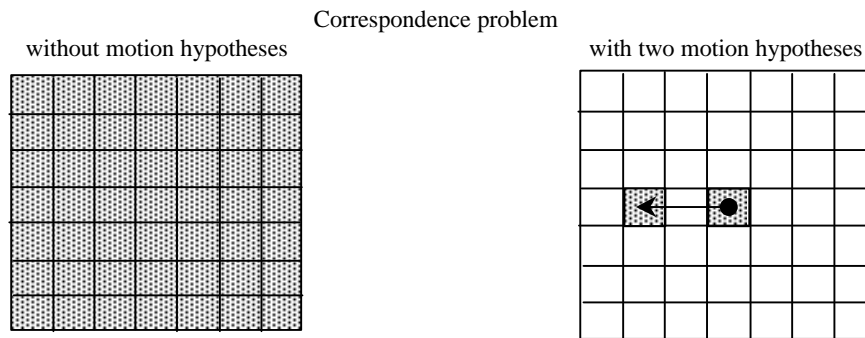 Correspondence problem
without motion hypotheses
with two motion hypotheses